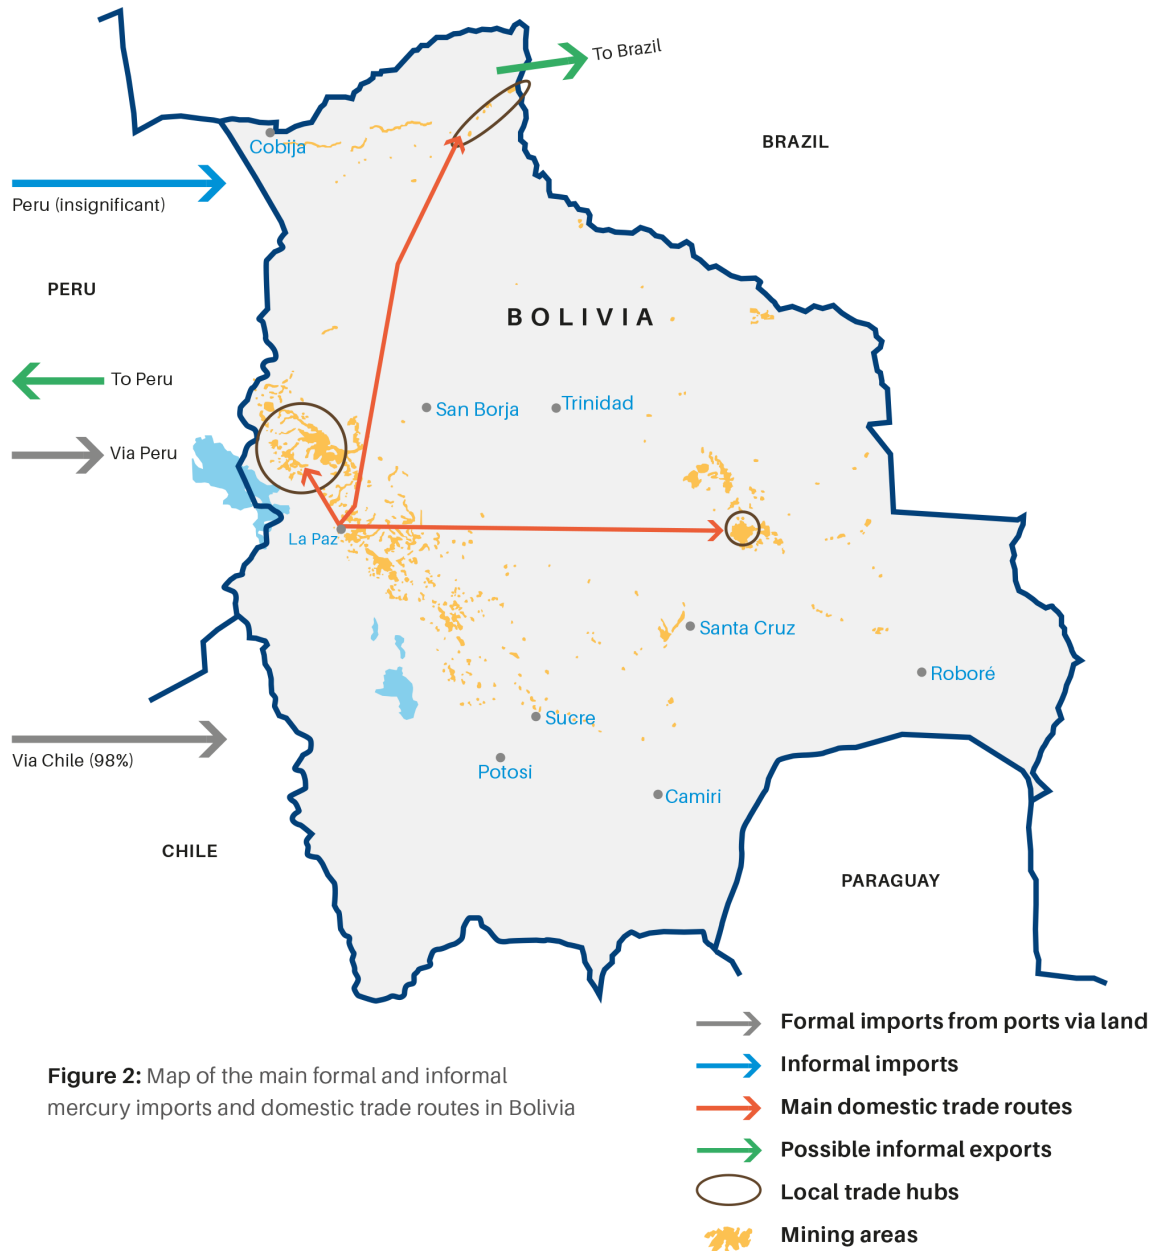 To Brazil
BRAZIL
Cobija
Peru (insignificant)
PERU
BOLIVIA
To Peru
San Borja
Trinidad
Via Peru
La Paz
Santa Cruz
Roboré
Sucre
Via Chile (98%)
Potosi
Camiri
CHILE
PARAGUAY
Formal imports from ports via land
Informal imports
Main domestic trade routes
Possible informal exports
Local trade hubs
Mining areas
Figure 2: Map of the main formal and informal
mercury imports and domestic trade routes in Bolivia